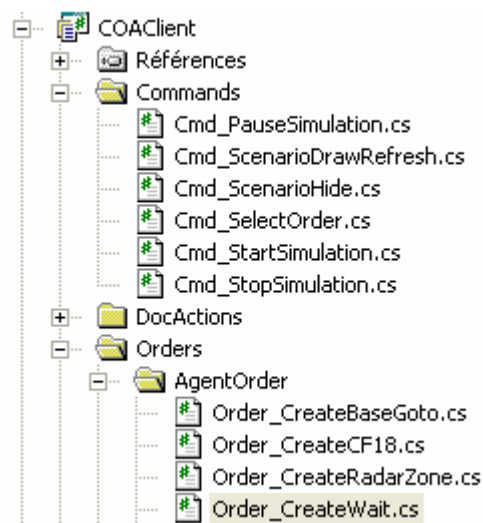 COAClient
Références
Commands
Cmd_PauseSimulation.cs
Cmd_ScenarioDrawRefresh.cs
Cmd_ScenarioHide.cs
Cmd_SelectOrder.cs
Cmd_StartSimulation.cs
Cmd_StopSimulation.cs
DocActions
Orders
AgentOrder
Order_CreateBaseGoto.cs
Order_CreateCF18.cs
Order_CreateRadarZone.cs
Order_CreateWait.cs